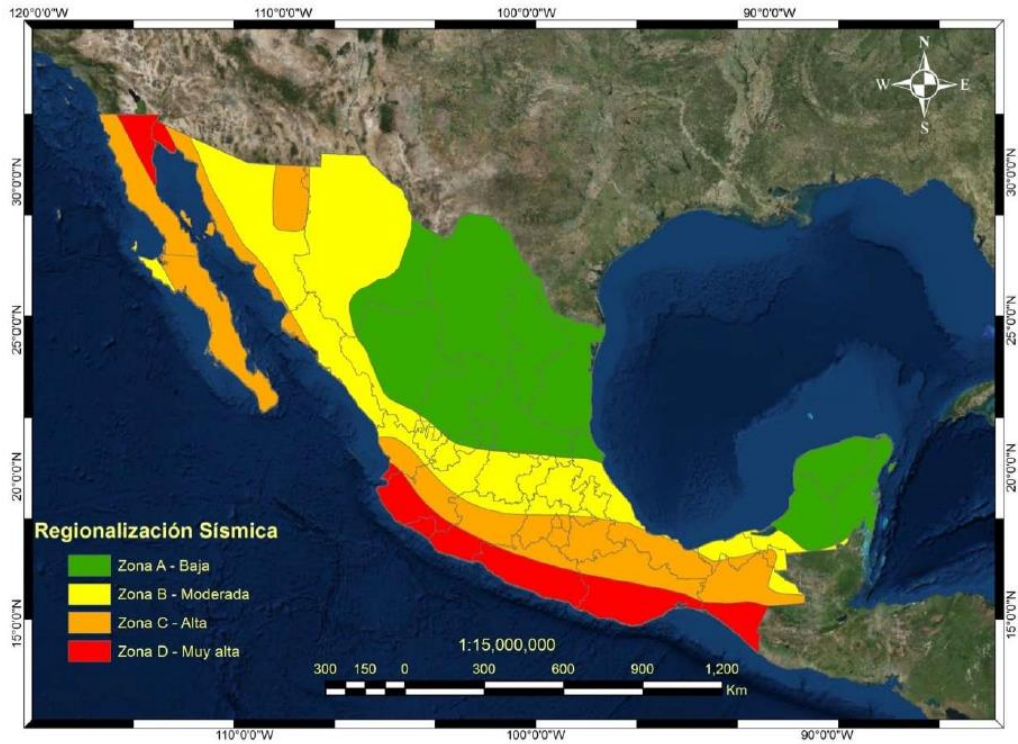 120°0'0"W 110°0'0"W 100°0'0"W 90°0'0"W
N
W E
S
30°0'0"N 30°0'0"N
25°0'0"N 25°0'0"N
20°0'0"N 20°0'0"N
15°0'0"N 15°0'0"N
Regionalización Sísmica
Zona A - Baja
Zona B - Moderada
Zona C - Alta
Zona D - Muy alta
1:15,000,000
300 150 0 300 600 900 1,200
Km
110°0'0"W 100°0'0"W 90°0'0"W